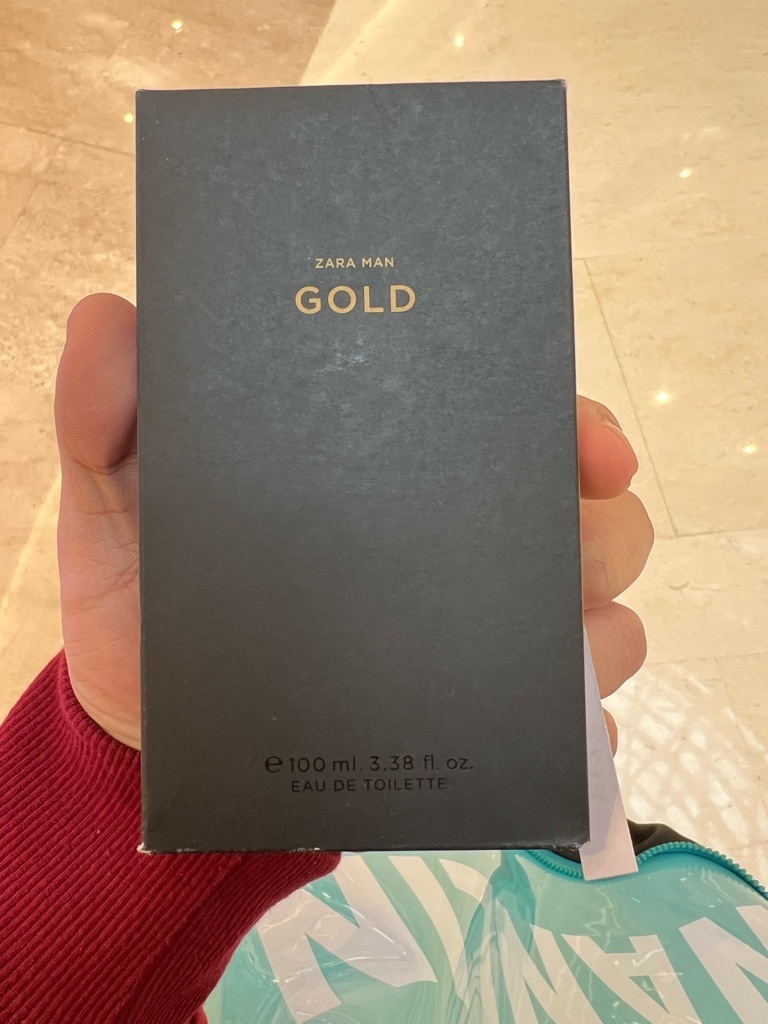 ZARA MAN
GOLD
℮ 100 ml. 3.38 fl. oz.
EAU DE TOILETTE